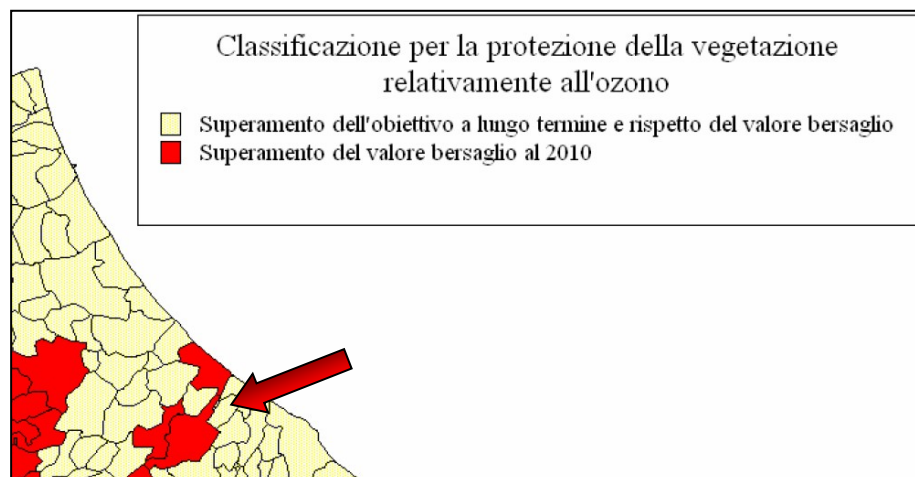 Classificazione per la protezione della vegetazione
relativamente all'ozono
Superamento dell'obiettivo a lungo termine e rispetto del valore bersaglio
Superamento del valore bersaglio al 2010